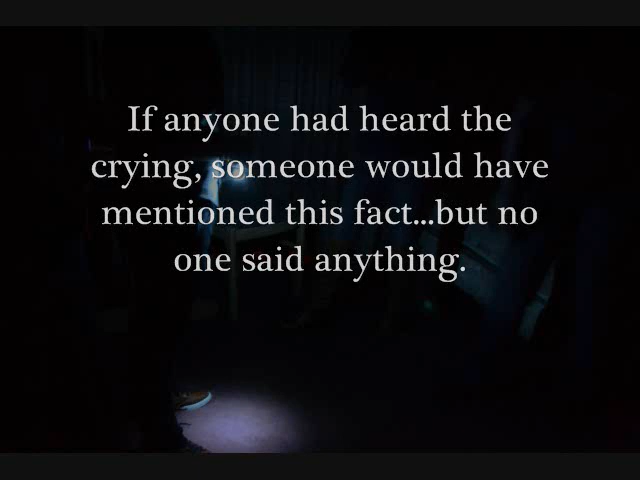 If anyone had heard the
crying, someone would have
mentioned this fact...but no
one said anything.